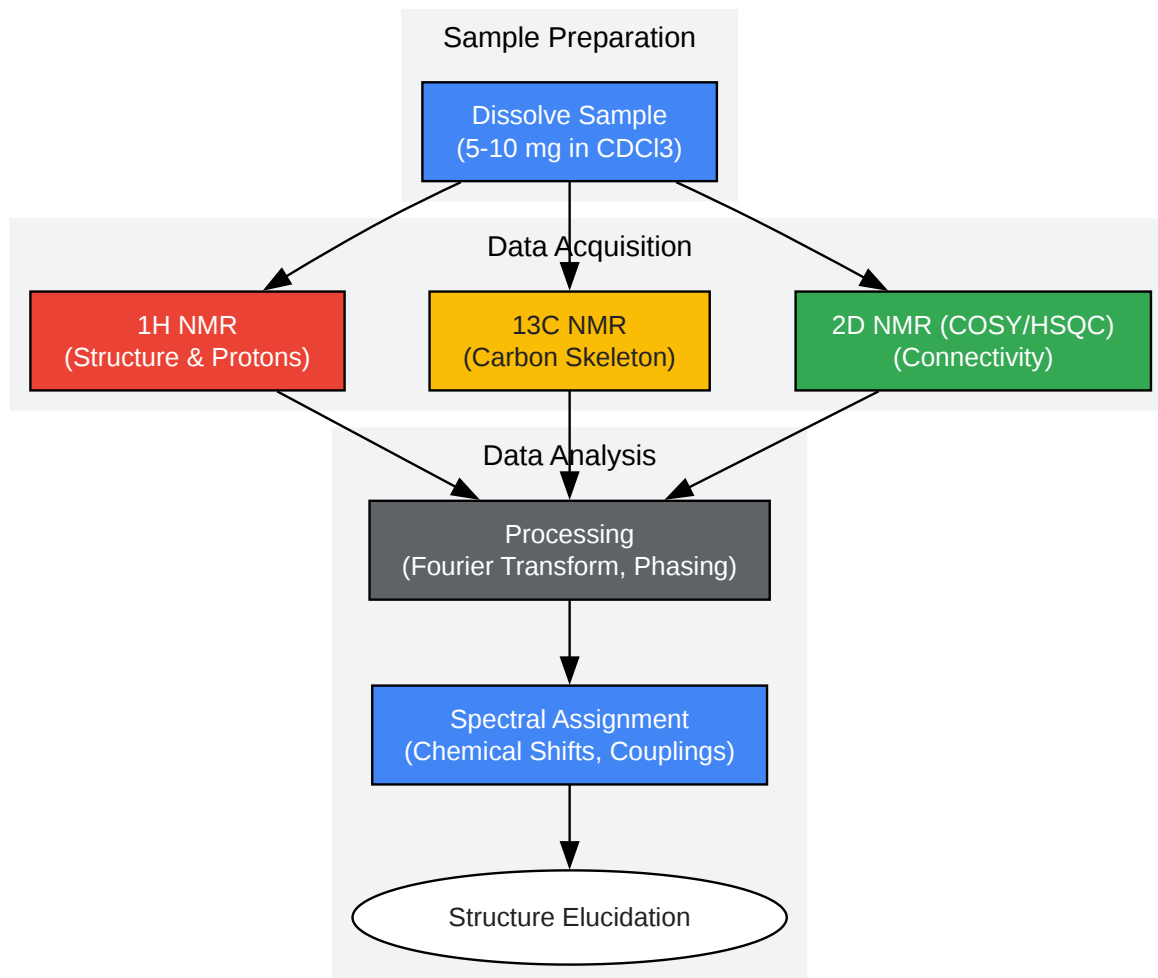 Sample Preparation
Dissolve Sample
(5-10 mg in CDCl3)
Data Acquisition
1H NMR
(Structure & Protons)
13C NMR
(Carbon Skeleton)
2D NMR (COSY/HSQC)
(Connectivity)
Data Analysis
Processing
(Fourier Transform, Phasing)
Spectral Assignment
(Chemical Shifts, Couplings)
Structure Elucidation